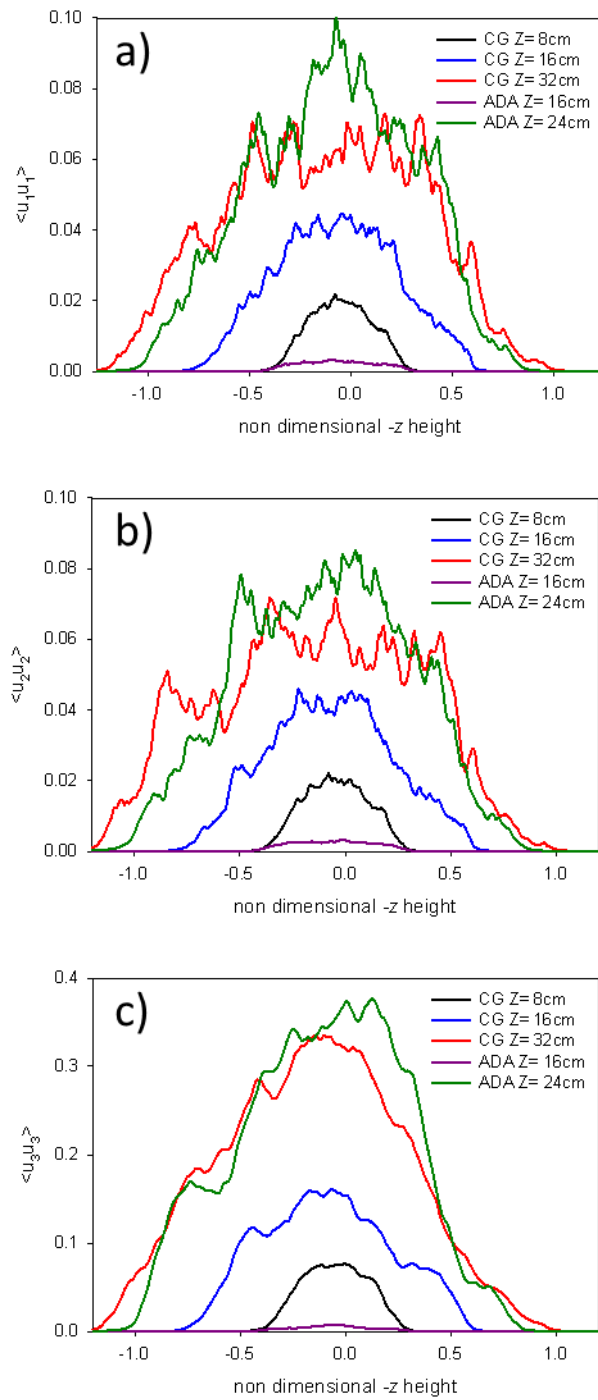 a)
0.10
0.08
0.06
0.04
0.02
0.00
<u₁u₁>
CG Z= 8cm
CG Z= 16cm
CG Z= 32cm
ADA Z= 16cm
ADA Z= 24cm
-1.0 -0.5 0.0 0.5 1.0
non dimensional -z height
b)
0.10
0.08
0.06
0.04
0.02
0.00
<u₂u₂>
CG Z= 8cm
CG Z= 16cm
CG Z= 32cm
ADA Z= 16cm
ADA Z= 24cm
-1.0 -0.5 0.0 0.5 1.0
non dimensional -z height
c)
0.4
0.3
0.2
0.1
0.0
<u₃u₃>
CG Z= 8cm
CG Z= 16cm
CG Z= 32cm
ADA Z= 16cm
ADA Z= 24cm
-1.0 -0.5 0.0 0.5 1.0
non dimensional -z height